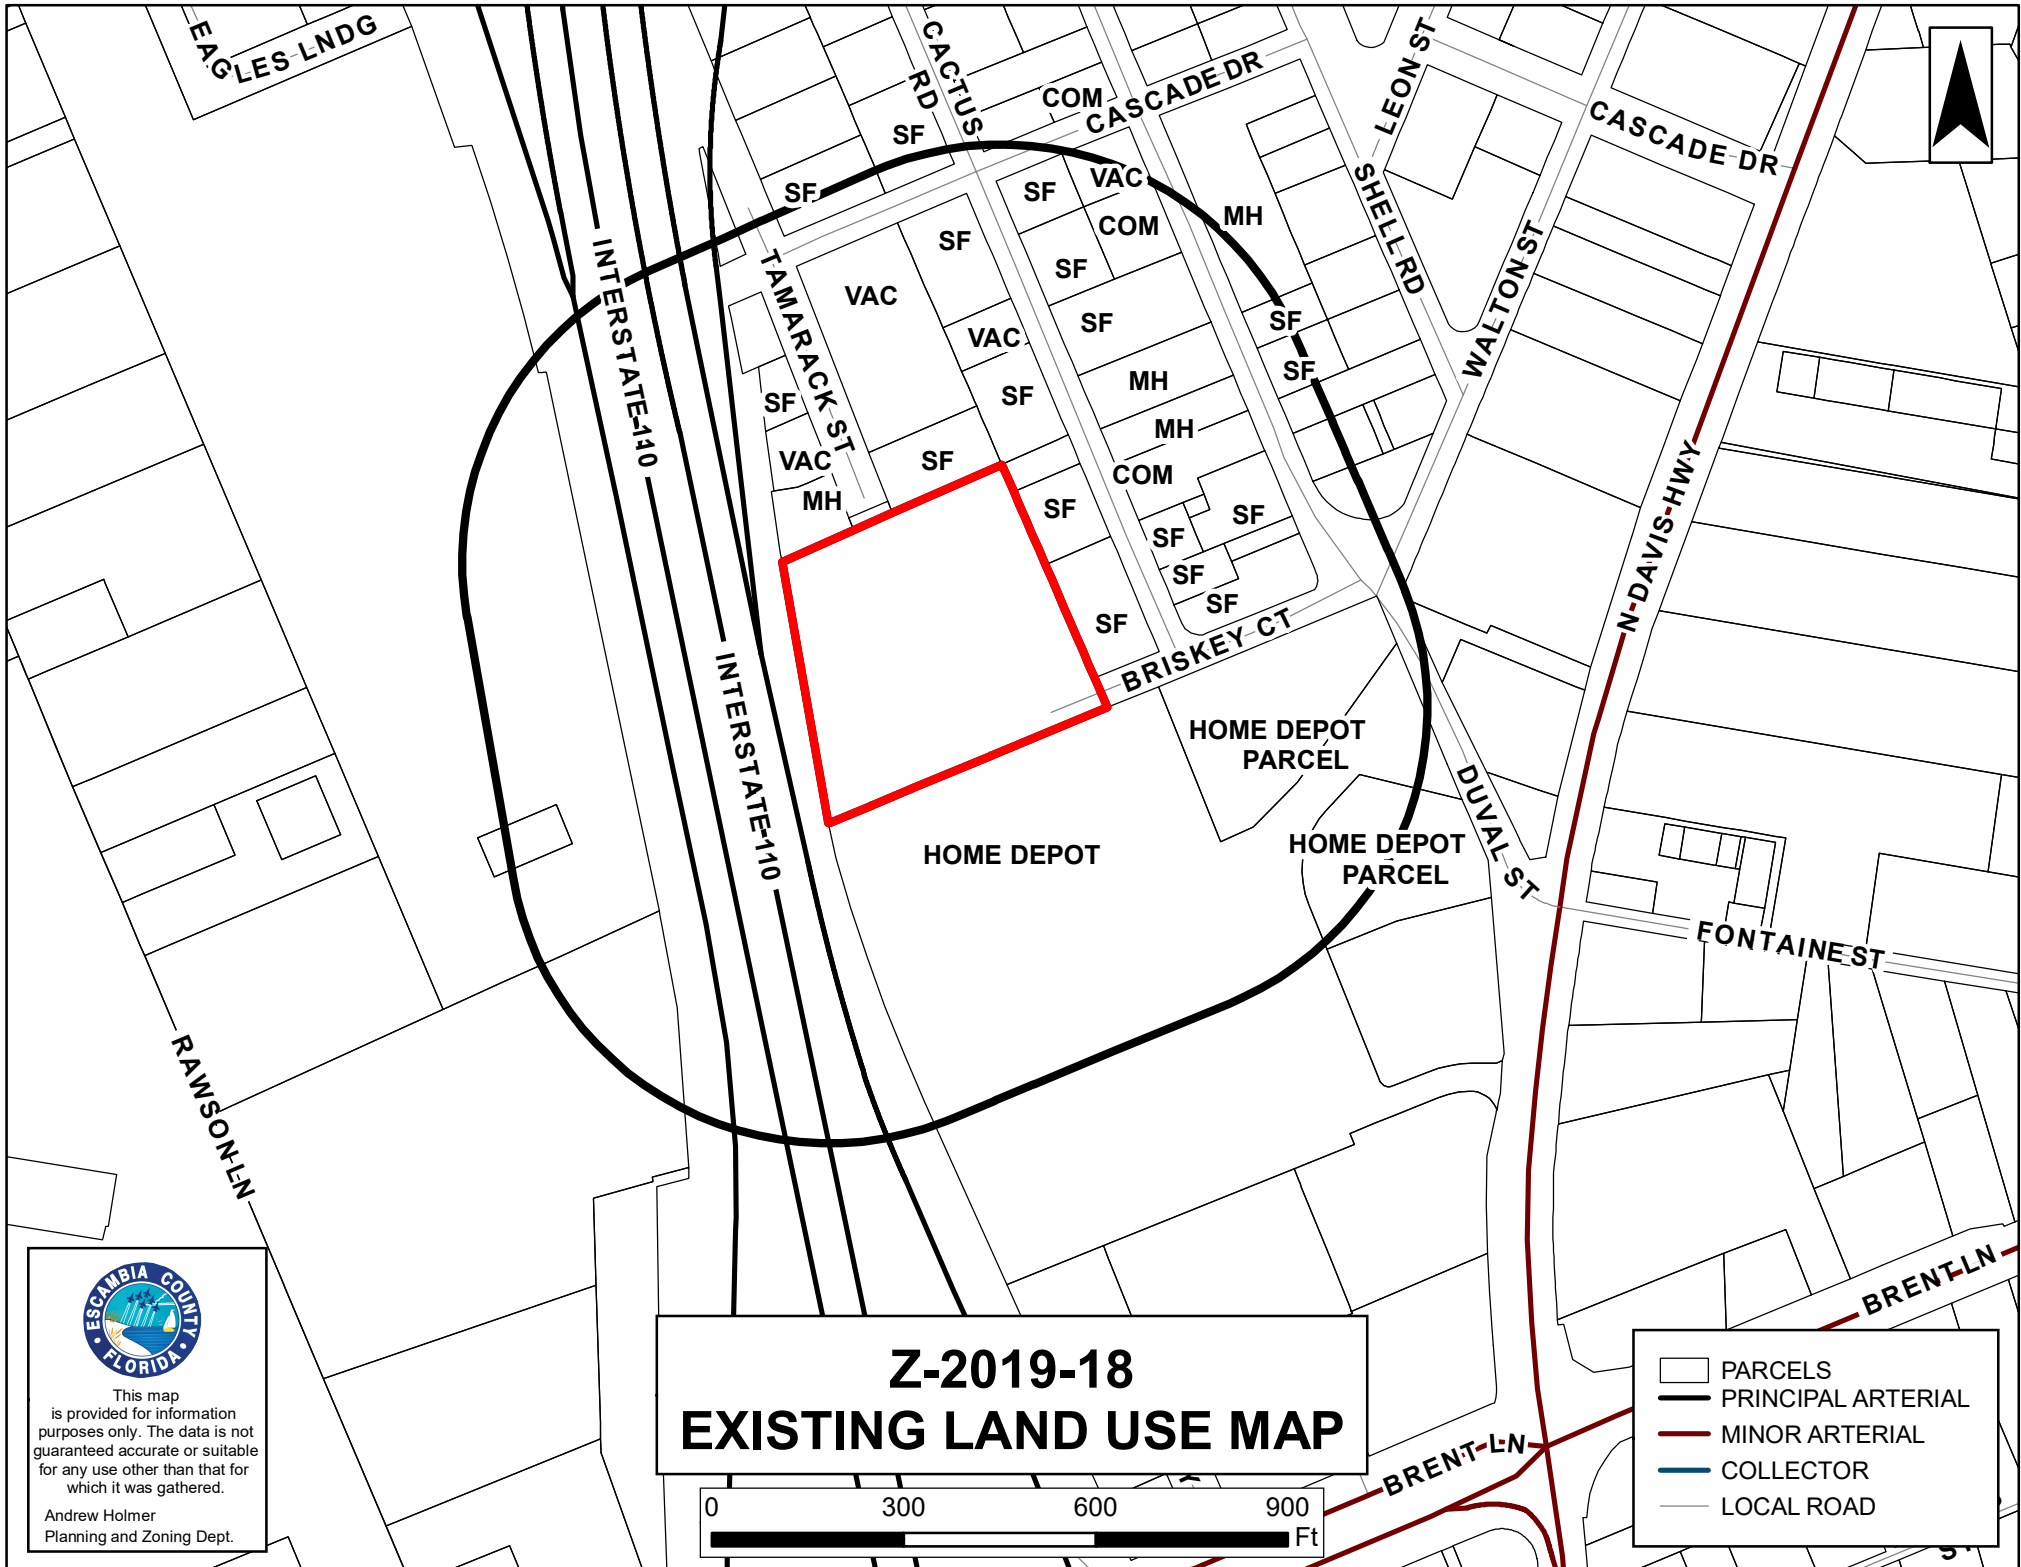 EAGLES LNDG
CACTUS RD
COM
CASCADE DR
LEON ST
CASCADE DR
SF
SF
SF
VAC
COM
MH
SHELL RD
INTERSTATE 110
TAMARACK ST
VAC
SF
SF
WALTON ST
VAC
SF
SF
SF
SF
MH
SF
MH
SF
VAC
SF
COM
MH
SF
SF
SF
N DAVIS HWY
SF
SF
SF
BRISKEY CT
INTERSTATE 110
HOME DEPOT
PARCEL
DUVAL ST
HOME DEPOT
HOME DEPOT
PARCEL
FONTAINE ST
RAWSON LN
BRENT LN
BRENT LN
ESCAMBIA COUNTY
FLORIDA
This map
is provided for information
purposes only. The data is not
guaranteed accurate or suitable
for any use other than that for
which it was gathered.
Andrew Holmer
Planning and Zoning Dept.
Z-2019-18
EXISTING LAND USE MAP
0 300 600 900
Ft
PARCELS
PRINCIPAL ARTERIAL
MINOR ARTERIAL
COLLECTOR
LOCAL ROAD